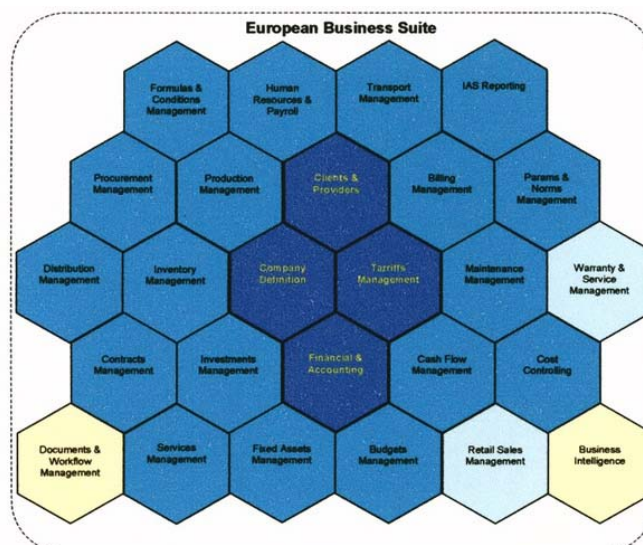 European Business Suite
Formulas &
Conditions
Management
Human
Resources &
Payroll
Transport
Management
IAS Reporting
Procurement
Management
Production
Management
Clients &
Providers
Billing
Management
Params &
Norms
Management
Distribution
Management
Inventory
Management
Company
Definition
Tarriffs
Management
Maintenance
Management
Warranty &
Service
Management
Contracts
Management
Investments
Management
Financial &
Accounting
Cash Flow
Management
Cost
Controlling
Documents &
Workflow
Management
Services
Management
Fixed Assets
Management
Budgets
Management
Retail Sales
Management
Business
Intelligence